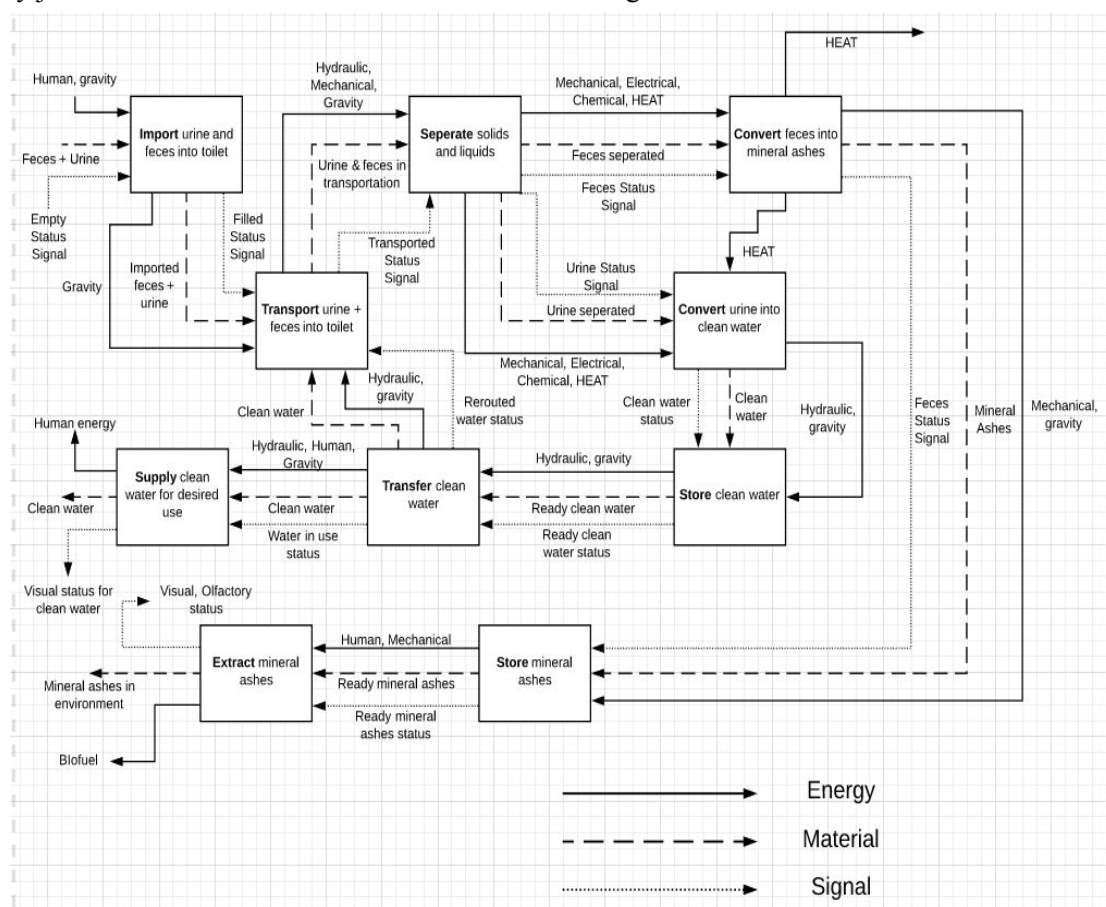 HEAT
Human, gravity
Import urine and
feces into toilet
Feces + Urine
Empty
Status
Signal
Hydraulic,
Mechanical,
Gravity
Seperate solids
and liquids
Urine & feces in
transportation
Mechanical, Electrical,
Chemical, HEAT
Feces seperated
Feces Status
Signal
Convert feces into
mineral ashes
Gravity
Imported
feces +
urine
Filled
Status
Signal
Transported
Status
Signal
HEAT
Transport urine +
feces into toilet
Urine Status
Signal
Urine seperated
Convert urine into
clean water
Mechanical, Electrical,
Chemical, HEAT
Clean water
Hydraulic,
gravity
Rerouted
water status
Clean water
status
Clean
water
Hydraulic,
gravity
Feces
Status
Signal
Mineral
Ashes
Mechanical,
gravity
Human energy
Supply clean
water for desired
use
Clean water
Visual status for
clean water
Hydraulic, Human,
Gravity
Clean water
Water in use
status
Transfer clean
water
Hydraulic, gravity
Ready clean water
Ready clean
water status
Store clean water
Visual, Olfactory
status
Extract mineral
ashes
Human, Mechanical
Ready mineral ashes
Ready mineral
ashes status
Store mineral
ashes
Mineral ashes in
environment
BIofuel
Energy
Material
Signal